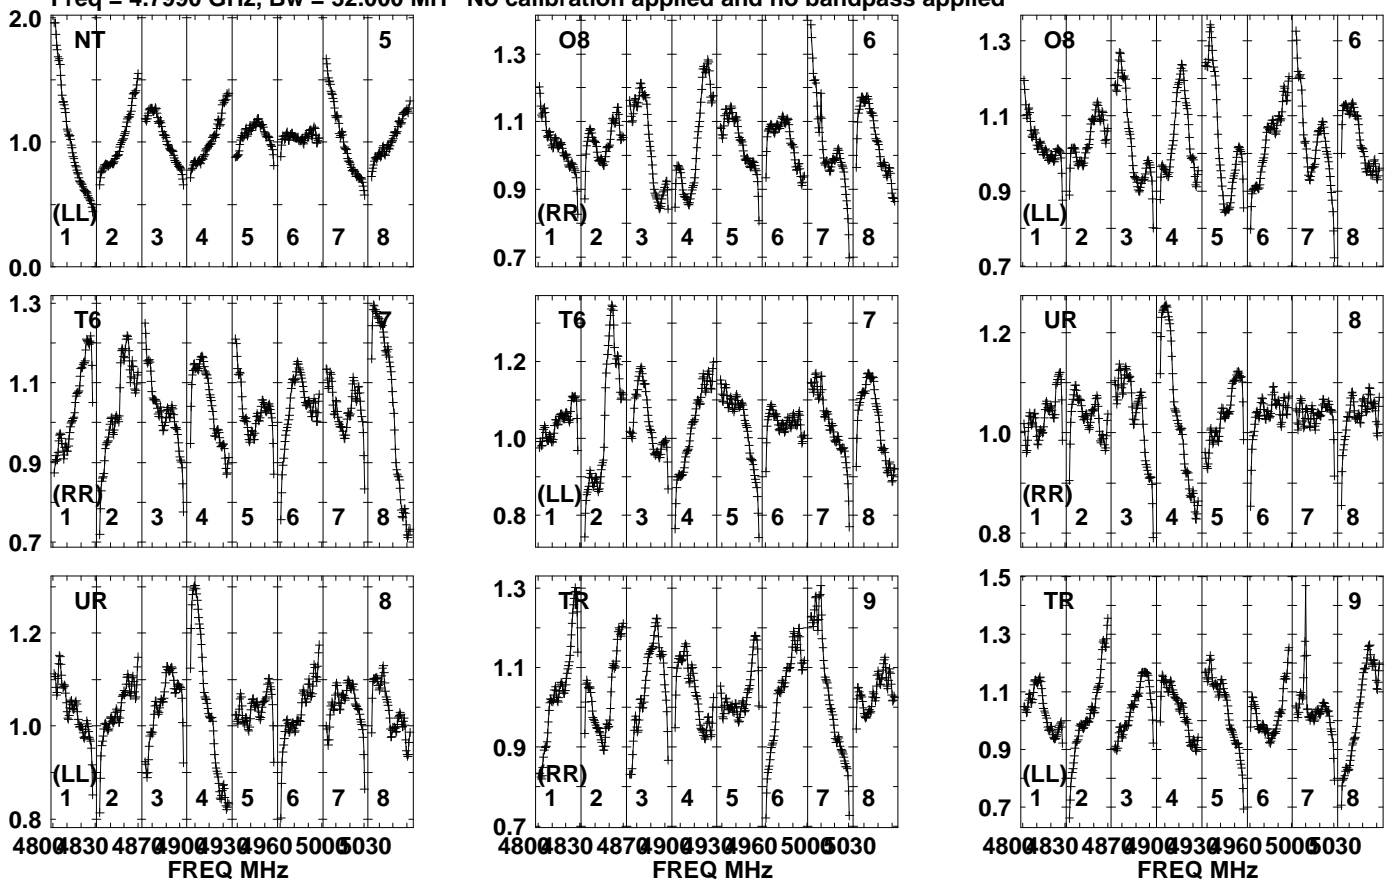 Freq = 4.7990 GHz, Bw = 32.000 MH No calibration applied and no bandpass applied
2.0
1.0
0.0
NT 5
(LL)
1 2 3 4 5 6 7 8
1.3
1.1
0.9
0.7
O8 6
(RR)
1 2 3 4 5 6 7 8
1.3
1.1
0.9
0.7
O8 6
(LL)
1 2 3 4 5 6 7 8
1.3
1.1
0.9
0.7
T6 7
(RR)
1 2 3 4 5 6 7 8
1.2
1.0
0.8
T6 7
(LL)
1 2 3 4 5 6 7 8
1.2
1.0
0.8
UR 8
(RR)
1 2 3 4 5 6 7 8
1.2
1.0
0.8
UR 8
(LL)
1 2 3 4 5 6 7 8
4800 4830 4870 4900 4930 4960 5000 5030
FREQ MHz
1.3
1.1
0.9
0.7
TR 9
(RR)
1 2 3 4 5 6 7 8
4800 4830 4870 4900 4930 4960 5000 5030
FREQ MHz
1.5
1.3
1.1
0.9
0.7
TR 9
(LL)
1 2 3 4 5 6 7 8
4800 4830 4870 4900 4930 4960 5000 5030
FREQ MHz